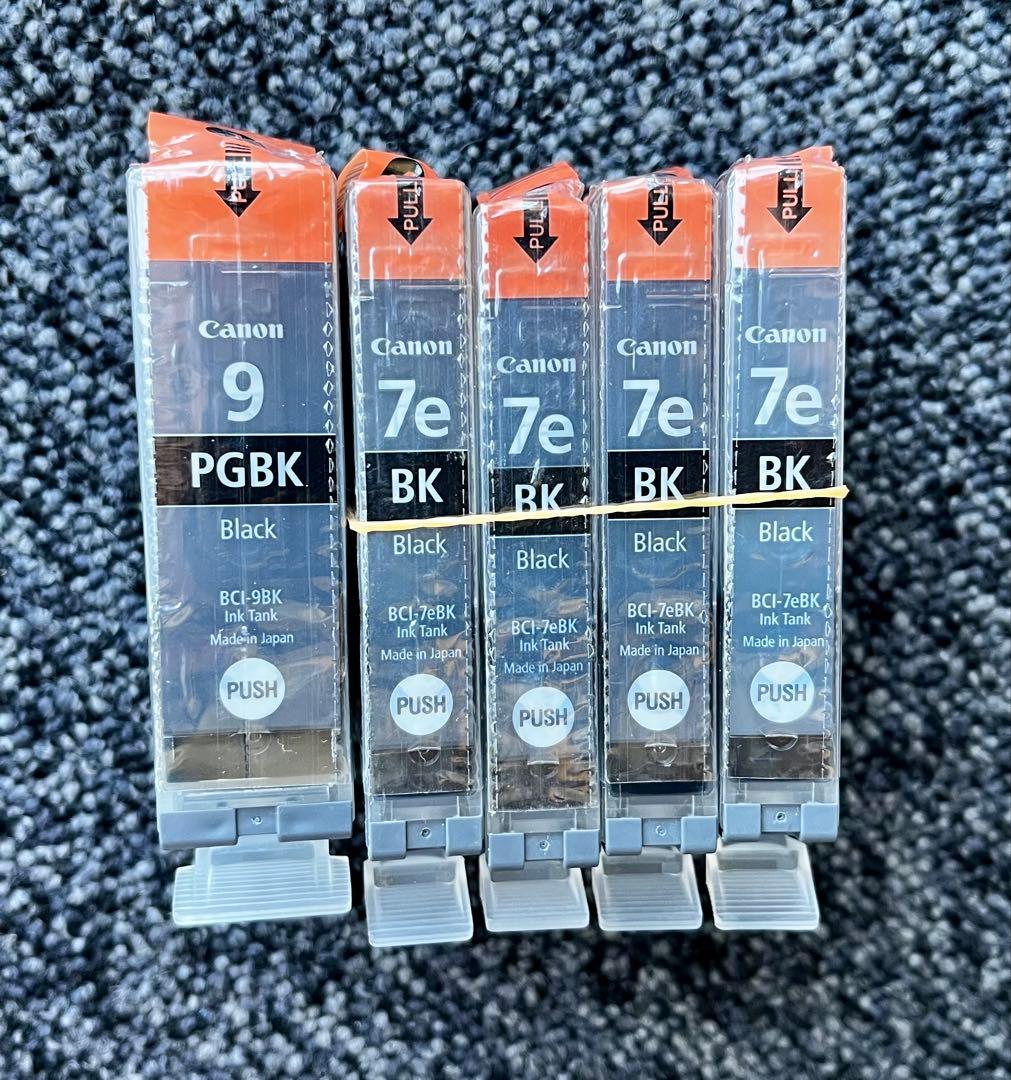 PULL
Canon
9
PGBK
Black
BCI-9BK
Ink Tank
Made in Japan
PUSH
PULL
Canon
7e
BK
Black
BCI-7eBK
Ink Tank
Made in Japan
PUSH
PULL
Canon
7e
BK
Black
BCI-7eBK
Ink Tank
Made in Japan
PUSH
PULL
Canon
7e
BK
Black
BCI-7eBK
Ink Tank
Made in Japan
PUSH
PULL
Canon
7e
BK
Black
BCI-7eBK
Ink Tank
Made in Japan
PUSH